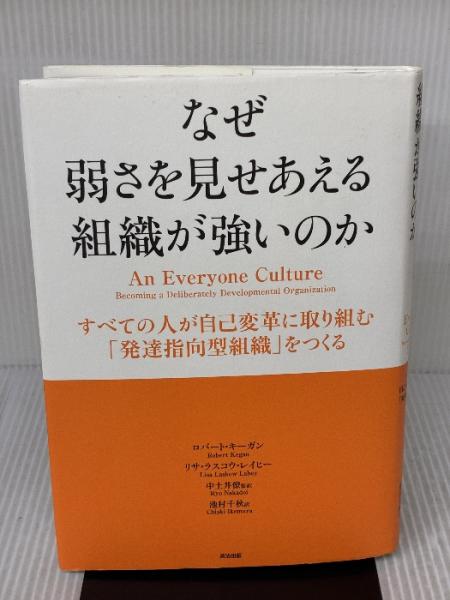 なぜ
弱さを見せあえる
組織が強いのか
An Everyone Culture
Becoming a Deliberately Developmental Organization
すべての人が自己変革に取り組む
「発達指向型組織」をつくる
ロバート・キーガン
Robert Kegan
リサ・ラスコウ・レイヒー
Lisa Laskow Lahey
中土井僚 監訳
Ryo Nakadoi
池村千秋 訳
Chiaki Ikemura
英治出版